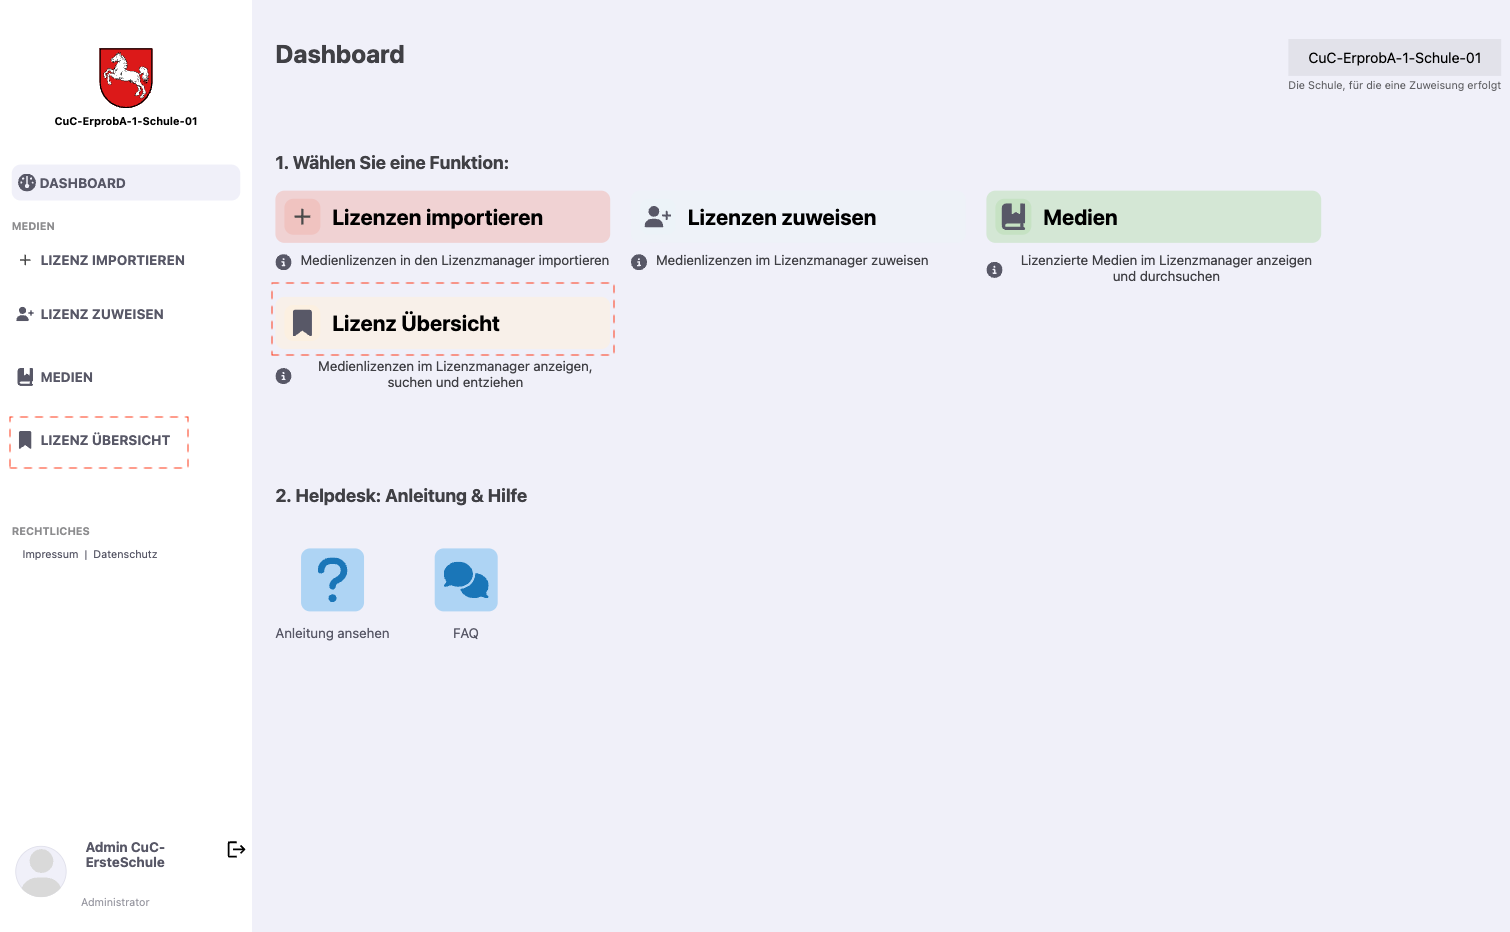 CuC-ErprobA-1-Schule-01
DASHBOARD
MEDIEN
LIZENZ IMPORTIEREN
LIZENZ ZUWEISEN
MEDIEN
LIZENZ ÜBERSICHT
RECHTLICHES
Impressum | Datenschutz
Admin CuC-
ErsteSchule
Administrator
Dashboard
CuC-ErprobA-1-Schule-01
Die Schule, für die eine Zuweisung erfolgt
1. Wählen Sie eine Funktion:
Lizenzen importieren
Medienlizenzen in den Lizenzmanager importieren
Lizenzen zuweisen
Medienlizenzen im Lizenzmanager zuweisen
Medien
Lizenzierte Medien im Lizenzmanager anzeigen
und durchsuchen
Lizenz Übersicht
Medienlizenzen im Lizenzmanager anzeigen,
suchen und entziehen
2. Helpdesk: Anleitung & Hilfe
Anleitung ansehen
FAQ